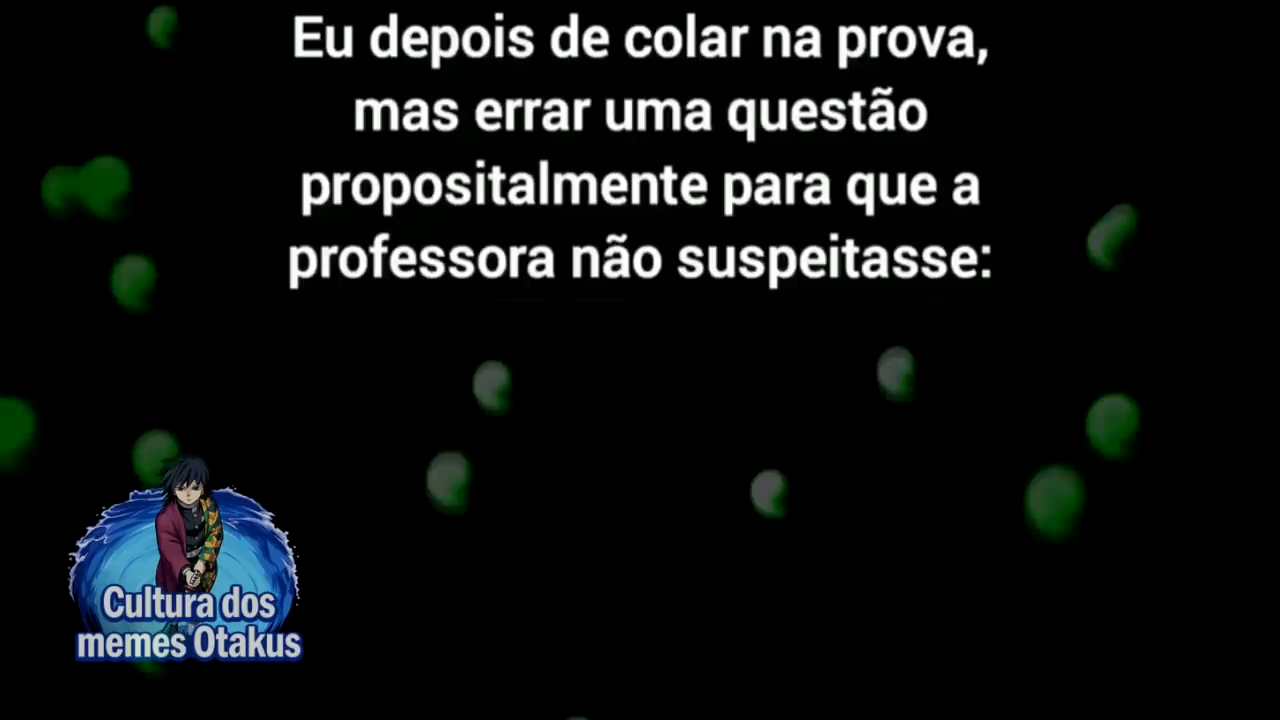 Eu depois de colar na prova,
mas errar uma questão
propositalmente para que a
professora não suspeitasse:
Cultura dos
memes Otakus